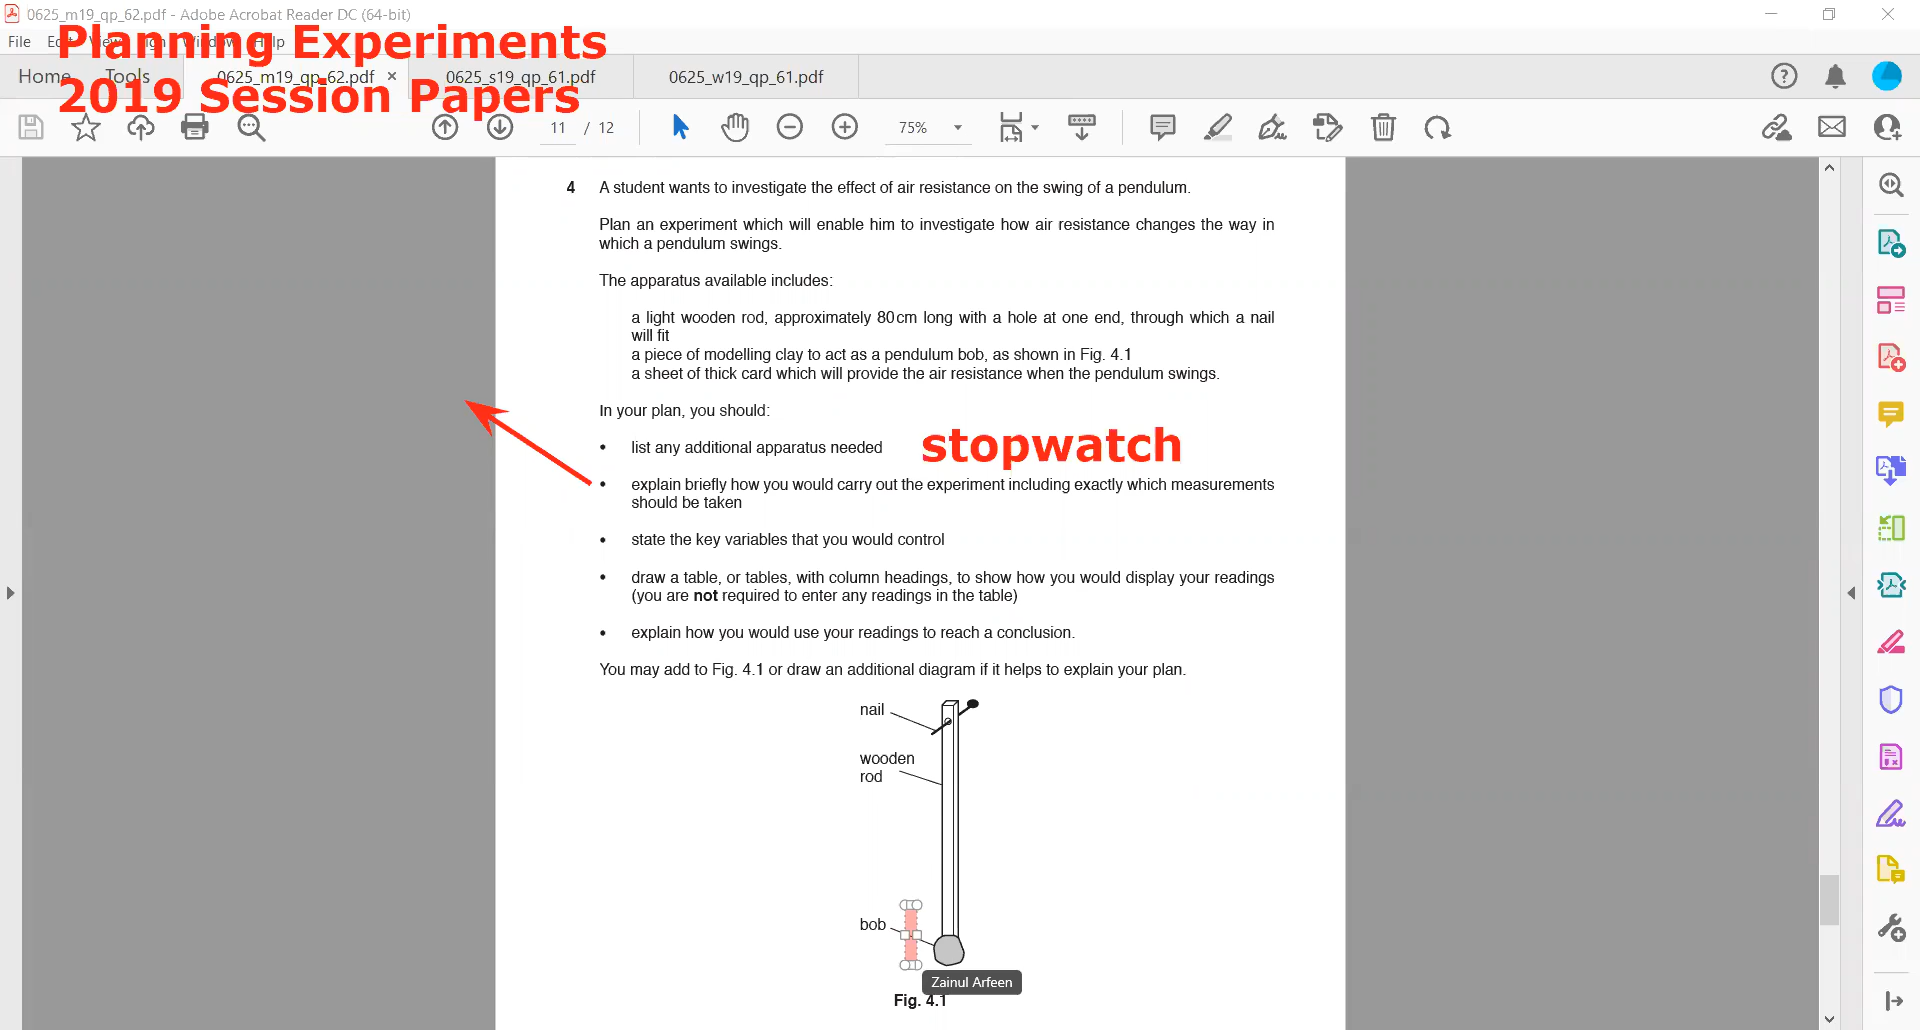 0625_m19_qp_62.pdf - Adobe Acrobat Reader DC (64-bit)
File Edit View Sign Window Help
Planning Experiments
Home Tools 0625_m19_qp_62.pdf × 0625_s19_qp_61.pdf 0625_w19_qp_61.pdf
2019 Session Papers
11 / 12 75%
4 A student wants to investigate the effect of air resistance on the swing of a pendulum.
Plan an experiment which will enable him to investigate how air resistance changes the way in
which a pendulum swings.
The apparatus available includes:
a light wooden rod, approximately 80 cm long with a hole at one end, through which a nail
will fit
a piece of modelling clay to act as a pendulum bob, as shown in Fig. 4.1
a sheet of thick card which will provide the air resistance when the pendulum swings.
In your plan, you should:
• list any additional apparatus needed
stopwatch
• explain briefly how you would carry out the experiment including exactly which measurements
should be taken
• state the key variables that you would control
• draw a table, or tables, with column headings, to show how you would display your readings
(you are not required to enter any readings in the table)
• explain how you would use your readings to reach a conclusion.
You may add to Fig. 4.1 or draw an additional diagram if it helps to explain your plan.
nail
wooden
rod
bob
Zainul Arfeen
Fig. 4.1